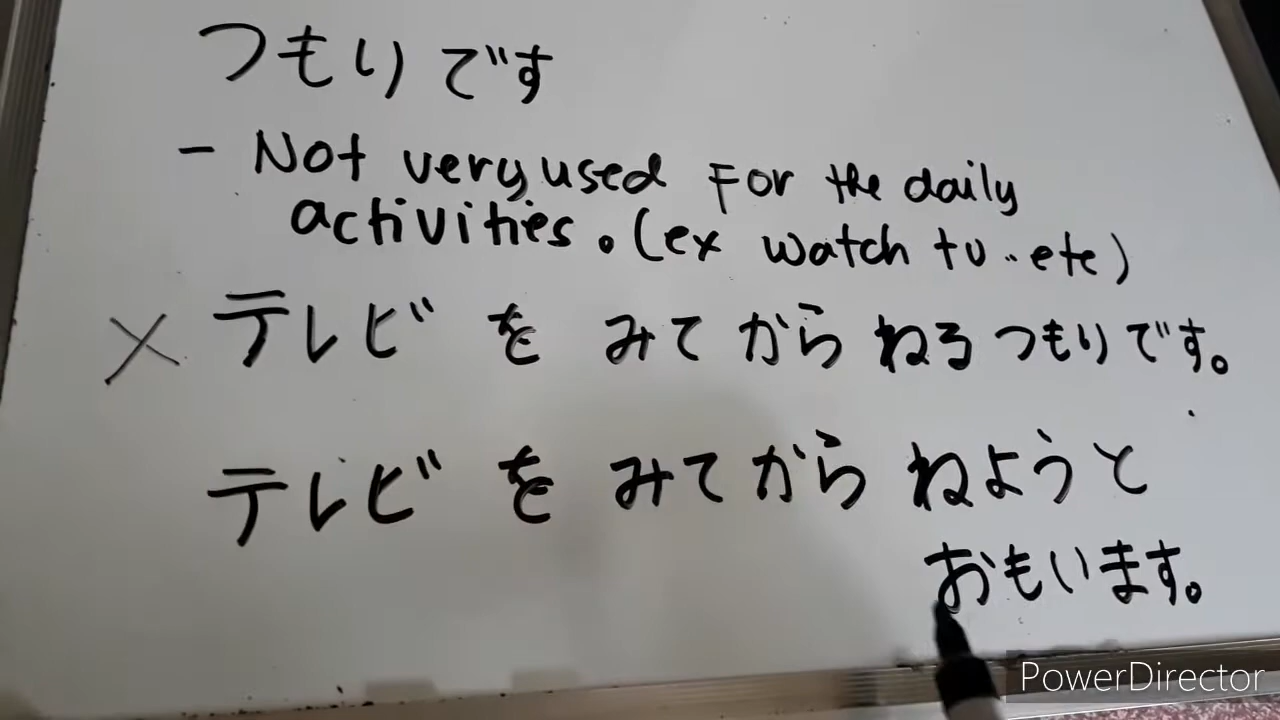 つもりです
- Not very used For the daily
activities. (ex watch tv..etc)
× テレビ を みて から ねるつもりです。
テレビ を みてから ねようと
おもいます。
PowerDirector